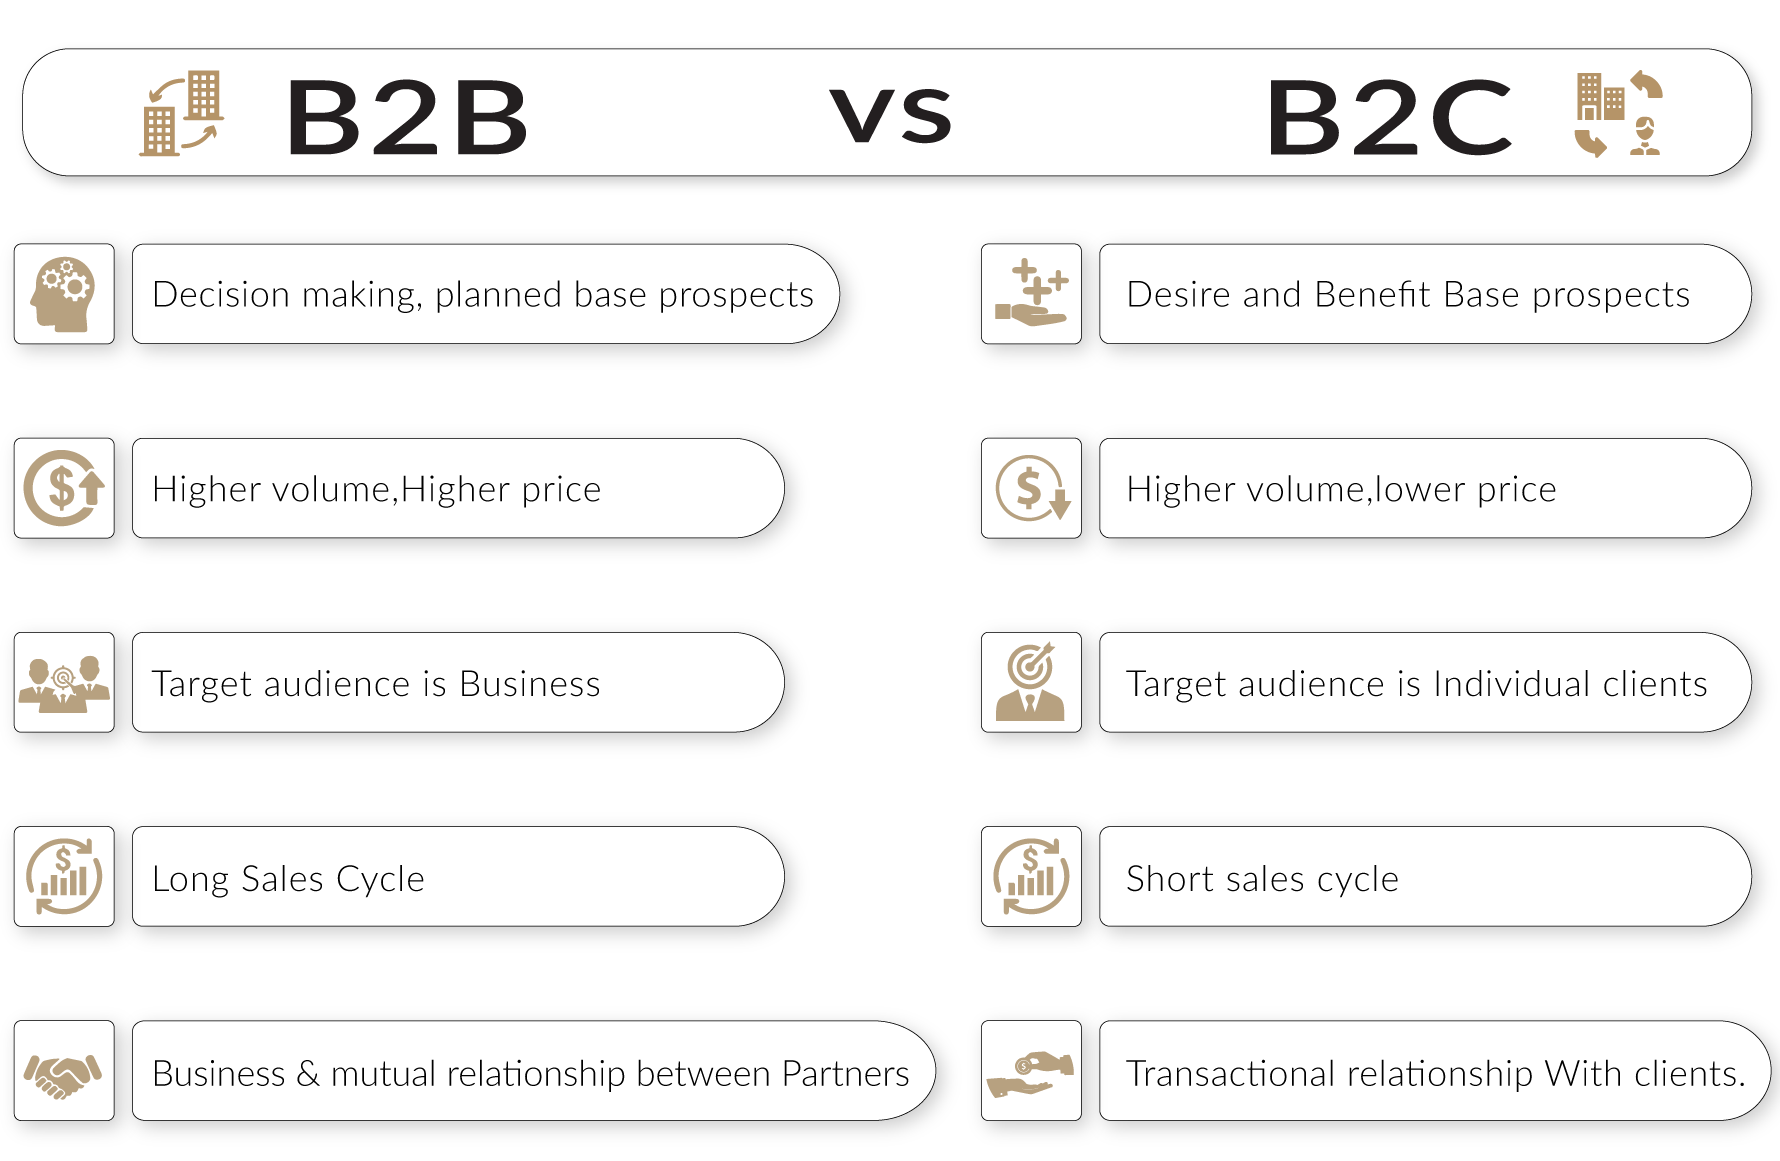 B2B vs B2C
Decision making, planned base prospects
Desire and Benefit Base prospects
Higher volume,Higher price
Higher volume,lower price
Target audience is Business
Target audience is Individual clients
Long Sales Cycle
Short sales cycle
Business & mutual relationship between Partners
Transactional relationship With clients.